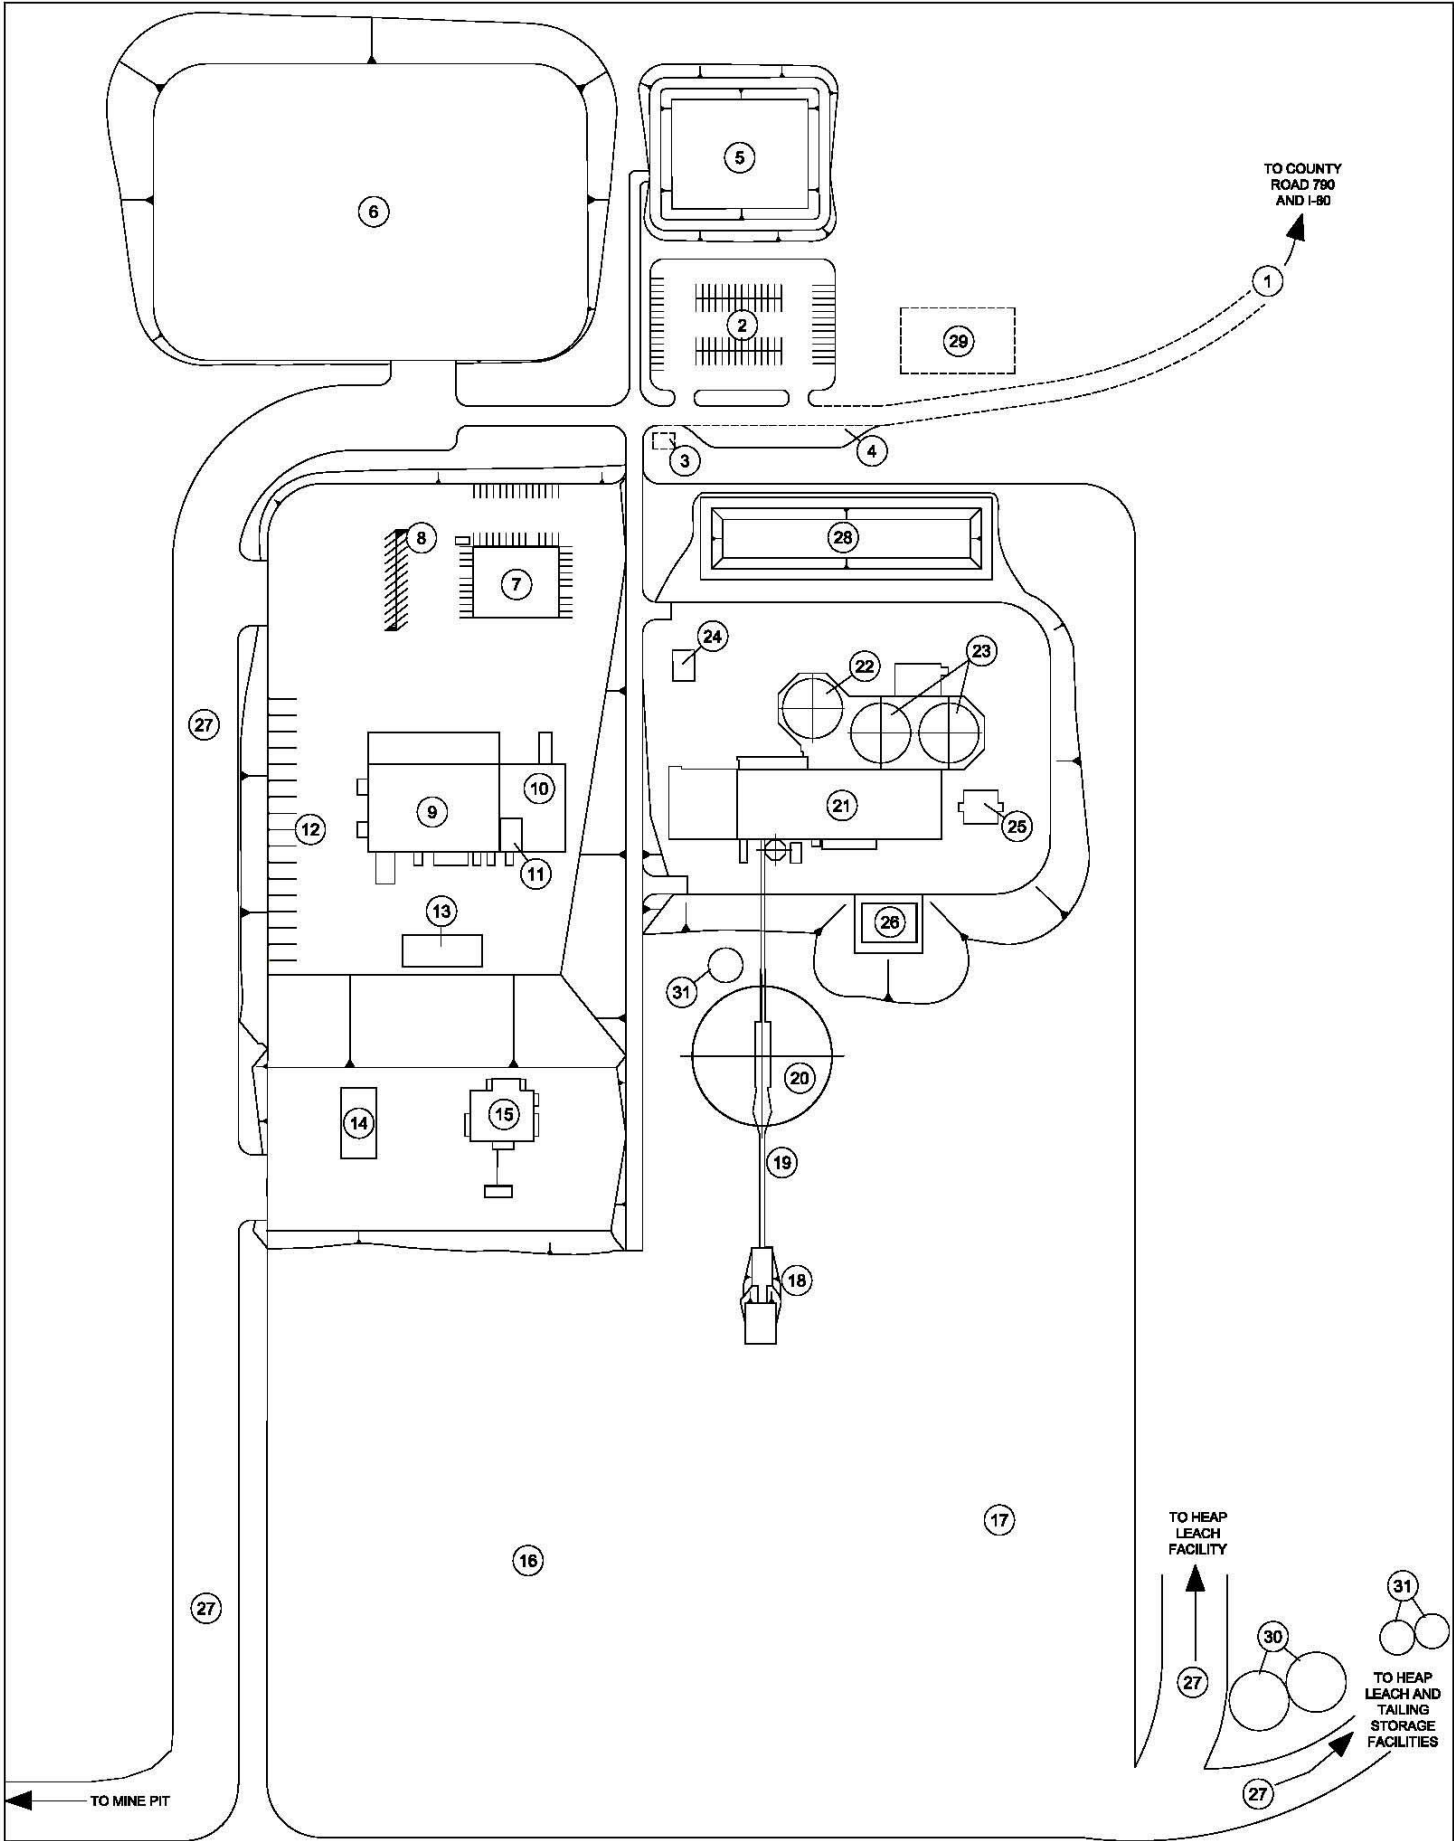 5
TO COUNTY
ROAD 790
AND I-80
6
1
2
29
3
4
8
28
7
24
22
23
27
10
9
21
12
25
11
13
26
31
20
14
15
19
18
17
16
TO HEAP
LEACH
FACILITY
31
27
30
27
TO HEAP
LEACH AND
TAILING
STORAGE
FACILITIES
27
TO MINE PIT